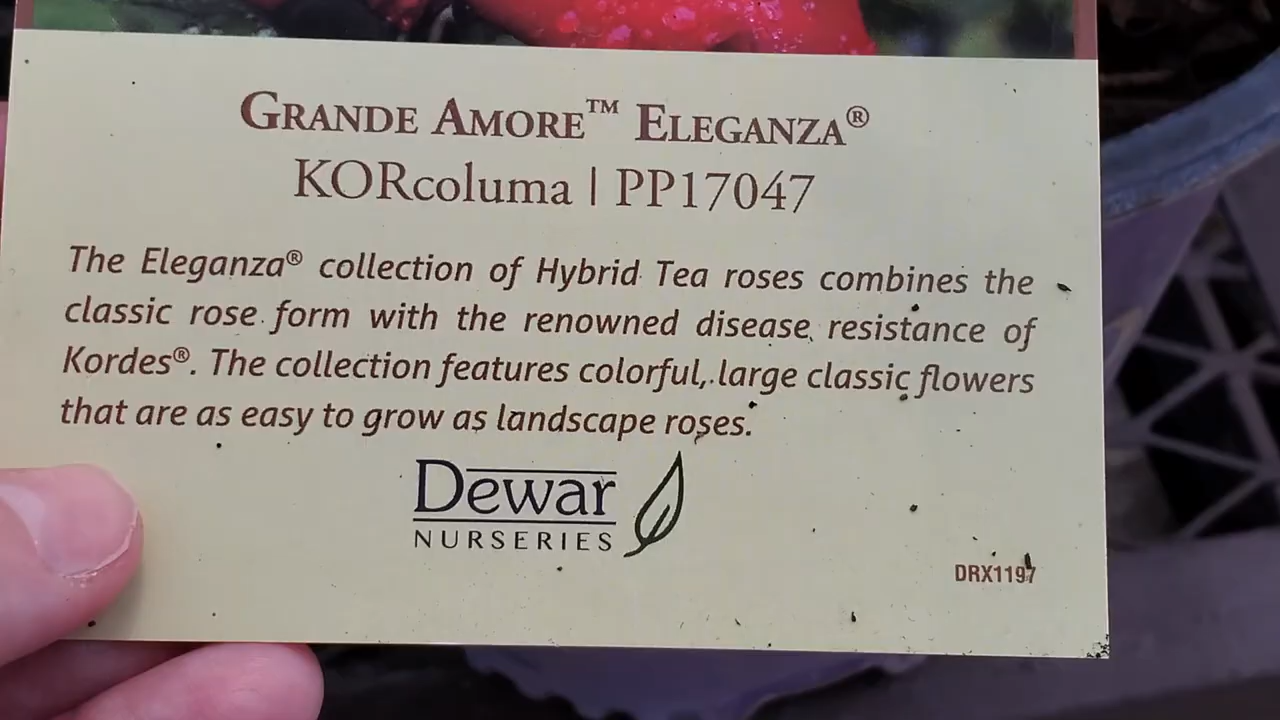 GRANDE AMORE™ ELEGANZA®
KORcoluma | PP17047
The Eleganza® collection of Hybrid Tea roses combines the
classic rose form with the renowned disease resistance of
Kordes®. The collection features colorful, large classic flowers
that are as easy to grow as landscape roses.
Dewar
NURSERIES
DRX1197